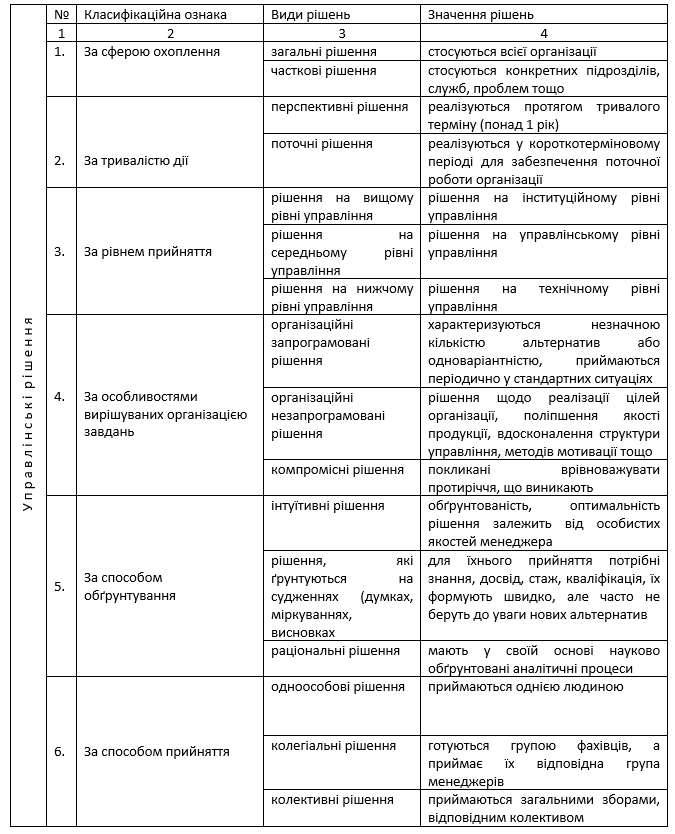 Управлінські рішення
№ Класифікаційна ознака Види рішень Значення рішень
1 2 3 4
1. За сферою охоплення загальні рішення стосуються всієї організації
часткові рішення стосуються конкретних підрозділів,
служб, проблем тощо
перспективні рішення реалізуються протягом тривалого
терміну (понад 1 рік)
2. За тривалістю дії поточні рішення реалізуються у короткотерміновому
періоді для забезпечення поточної
роботи організації
3. За рівнем прийняття
рішення на вищому рішення на інституційному рівні
рівні управління управління
рішення на рішення на управлінському рівні
середньому рівні управління
управління
рішення на нижчому рішення на технічному рівні
рівні управління управління
4. За особливостями
вирішуваних організацією
завдань
організаційні характеризуються незначною
запрограмовані кількістю альтернатив або
рішення одноваріантністю, приймаються
періодично у стандартних ситуаціях
організаційні рішення щодо реалізації цілей
незапрограмовані організації, поліпшення якості
рішення продукції, вдосконалення структури
управління, методів мотивації тощо
компромісні рішення покликані врівноважувати
протиріччя, що виникають
5. За способом
обґрунтування
інтуїтивні рішення обґрунтованість, оптимальність
рішення залежить від особистих
якостей менеджера
рішення, які для їхнього прийняття потрібні
ґрунтуються на знання, досвід, стаж, кваліфікація, їх
судженні (думках, формують швидко, але часто не
міркуваннях, беруть до уваги нових альтернатив
висновках
раціональні рішення мають у своїй основі науково
обґрунтовані аналітичні процеси
6. За способом прийняття
одноособові рішення приймаються однією людиною
колегіальні рішення готуються групою фахівців, а
приймає їх відповідна група
менеджерів
колективні рішення приймаються загальними зборами,
відповідним колективом